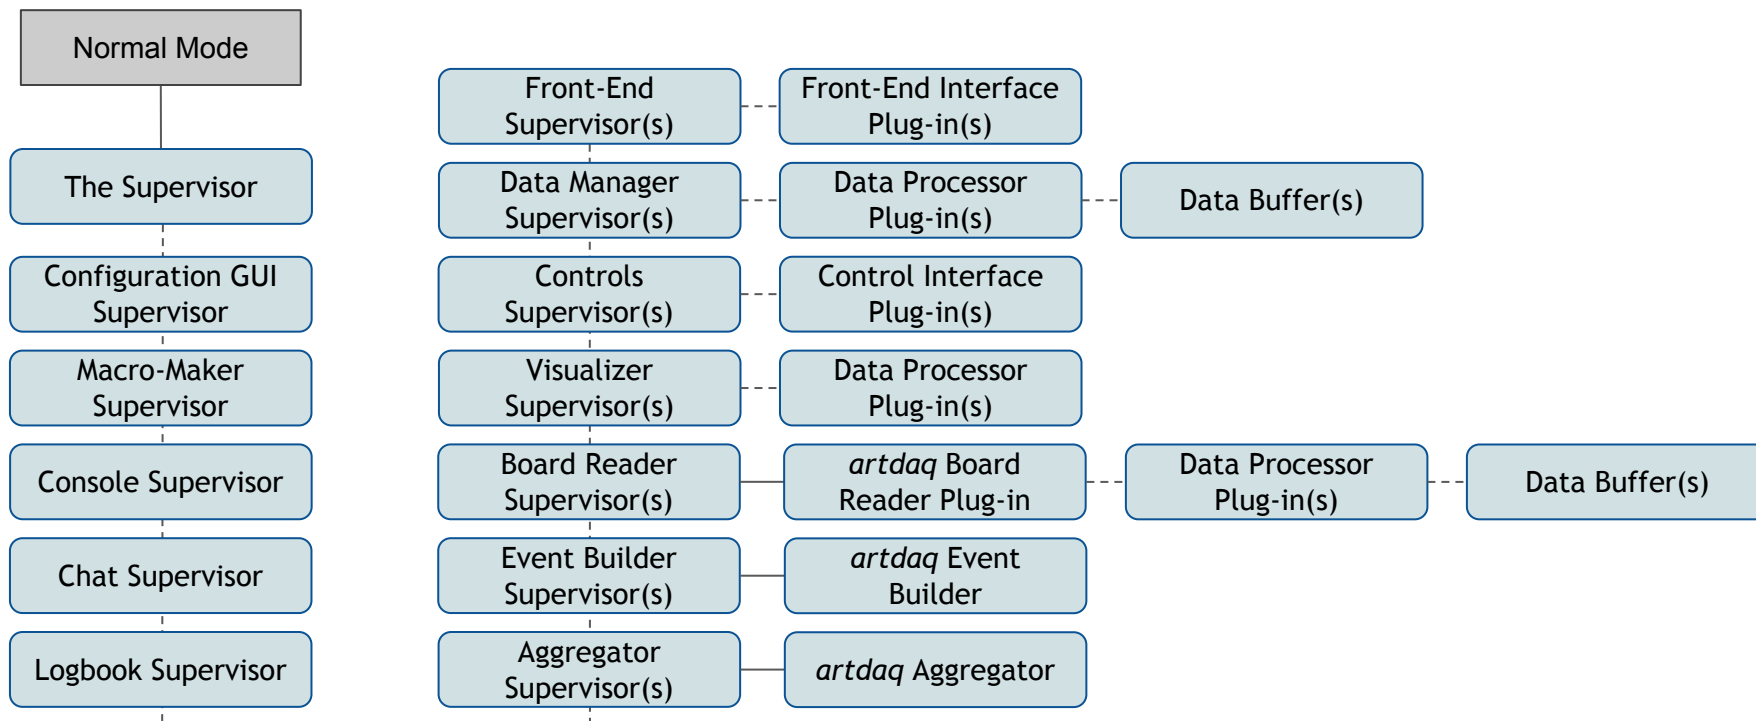 Normal Mode
The Supervisor
Configuration GUI
Supervisor
Macro-Maker
Supervisor
Console Supervisor
Chat Supervisor
Logbook Supervisor
Front-End
Supervisor(s)
Front-End Interface
Plug-in(s)
Data Manager
Supervisor(s)
Data Processor
Plug-in(s)
Data Buffer(s)
Controls
Supervisor(s)
Control Interface
Plug-in(s)
Visualizer
Supervisor(s)
Data Processor
Plug-in(s)
Board Reader
Supervisor(s)
artdaq Board
Reader Plug-in
Data Processor
Plug-in(s)
Data Buffer(s)
Event Builder
Supervisor(s)
artdaq Event
Builder
Aggregator
Supervisor(s)
artdaq Aggregator